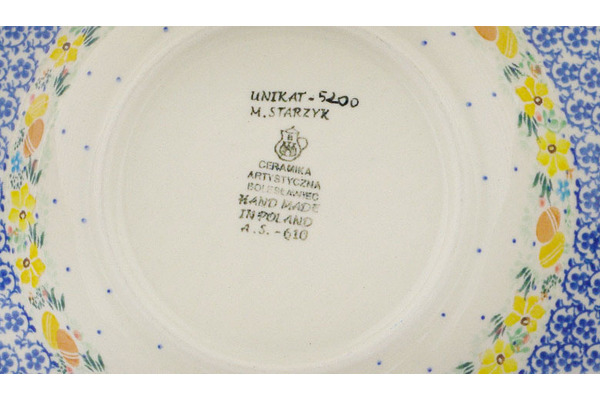 UNIKAT - 5200
M. STARZYK
CERAMIKA
ARTYSTYCZNA
BOLESŁAWIEC
HAND MADE
IN POLAND
A.S. - 610